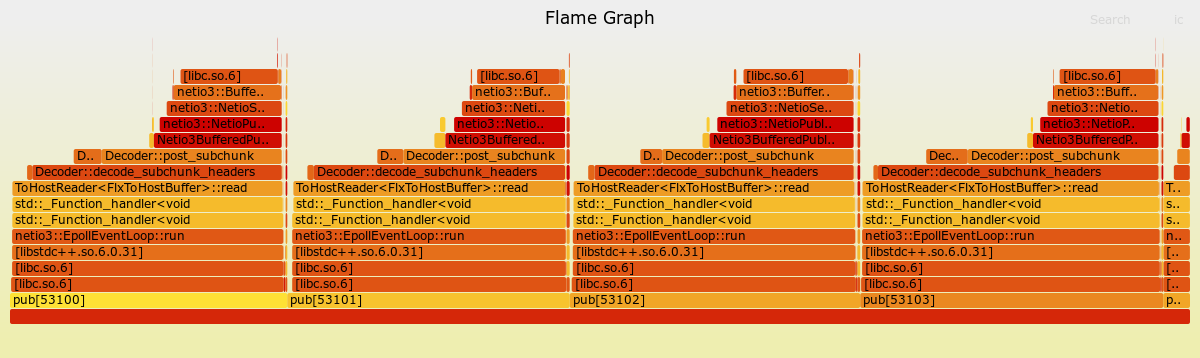 Flame Graph
Search ic
[libc.so.6] [libc.so.6] [libc.so.6] [libc.so.6]
netio3::Buffe.. netio3::Buf.. netio3::Buffer.. netio3::Buff..
netio3::NetioS.. netio3::Neti.. netio3::NetioSe.. netio3::Netio..
netio3::NetioPu.. netio3::Netio.. netio3::NetioPubl.. netio3::NetioP..
Netio3BufferedPu.. Netio3Buffered.. Netio3BufferedPubl.. Netio3BufferedP..
D.. Decoder::post_subchunk D.. Decoder::post_subchunk D.. Decoder::post_subchunk Dec.. Decoder::post_subchunk
Decoder::decode_subchunk_headers Decoder::decode_subchunk_headers Decoder::decode_subchunk_headers Decoder::decode_subchunk_headers
ToHostReader<FlxToHostBuffer>::read ToHostReader<FlxToHostBuffer>::read ToHostReader<FlxToHostBuffer>::read ToHostReader<FlxToHostBuffer>::read T..
std::_Function_handler<void std::_Function_handler<void std::_Function_handler<void std::_Function_handler<void s..
std::_Function_handler<void std::_Function_handler<void std::_Function_handler<void std::_Function_handler<void s..
netio3::EpollEventLoop::run netio3::EpollEventLoop::run netio3::EpollEventLoop::run netio3::EpollEventLoop::run n..
[libstdc++.so.6.0.31] [libstdc++.so.6.0.31] [libstdc++.so.6.0.31] [libstdc++.so.6.0.31] [..
[libc.so.6] [libc.so.6] [libc.so.6] [libc.so.6] [..
[libc.so.6] [libc.so.6] [libc.so.6] [libc.so.6] [..
pub[53100] pub[53101] pub[53102] pub[53103] p..